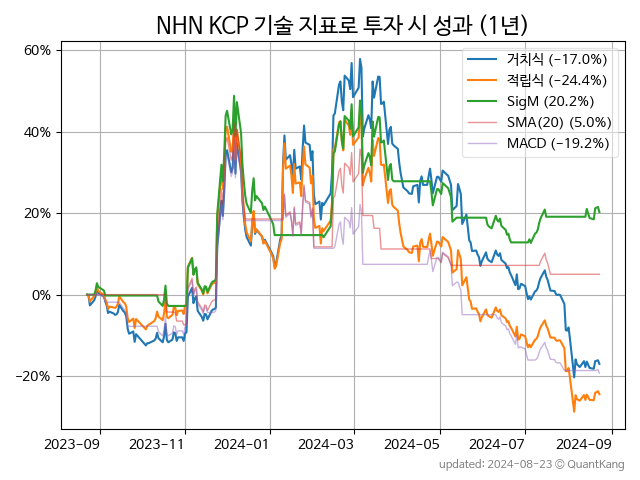 NHN KCP 기술 지표로 투자 시 성과 (1년)
60%
40%
20%
0%
−20%
거치식 (−17.0%)
적립식 (−24.4%)
SigM (20.2%)
SMA(20) (5.0%)
MACD (−19.2%)
2023-09 2023-11 2024-01 2024-03 2024-05 2024-07 2024-09
updated: 2024-08-23 © QuantKang